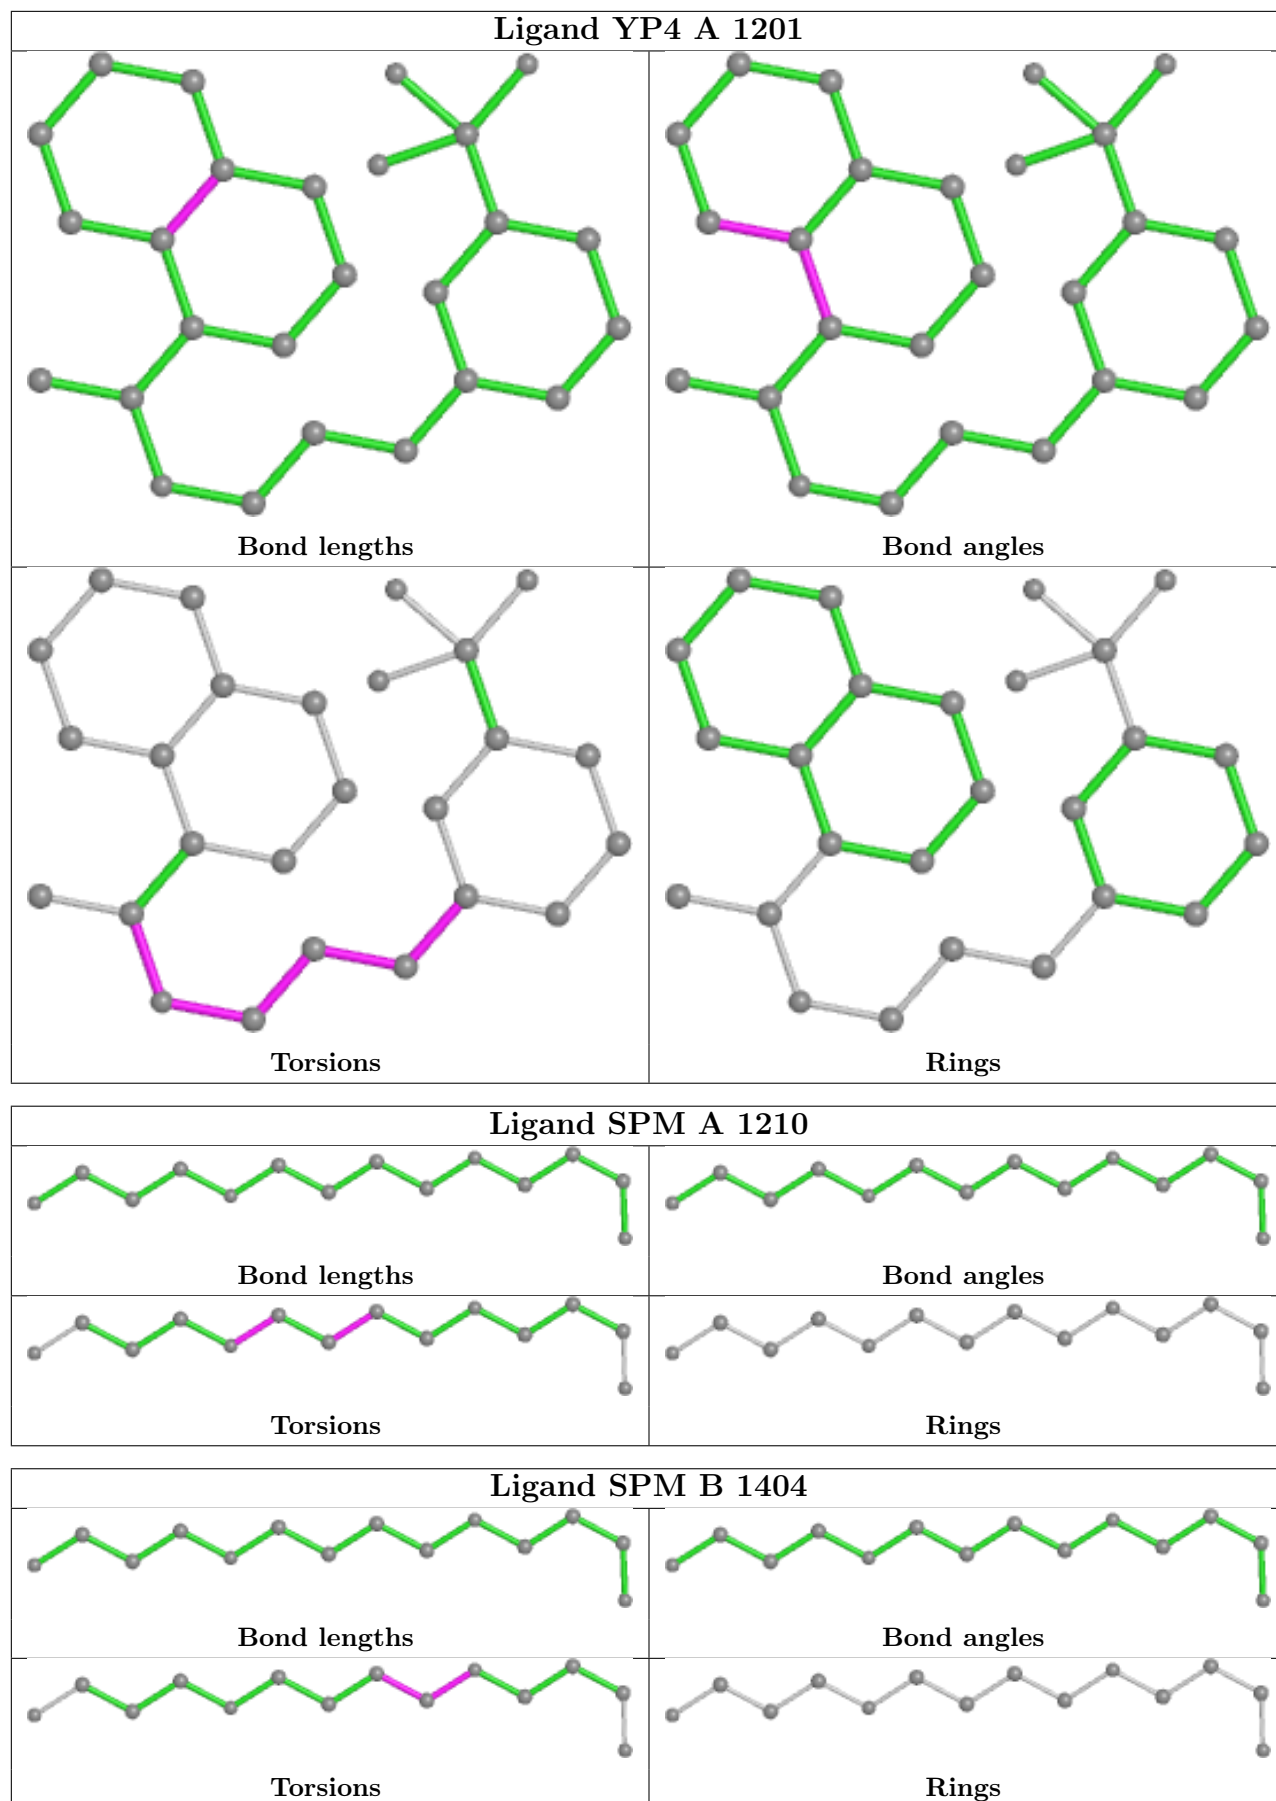 Ligand YP4 A 1201
Bond lengths
Bond angles
Torsions
Rings
Ligand SPM A 1210
Bond lengths
Bond angles
Torsions
Rings
Ligand SPM B 1404
Bond lengths
Bond angles
Torsions
Rings